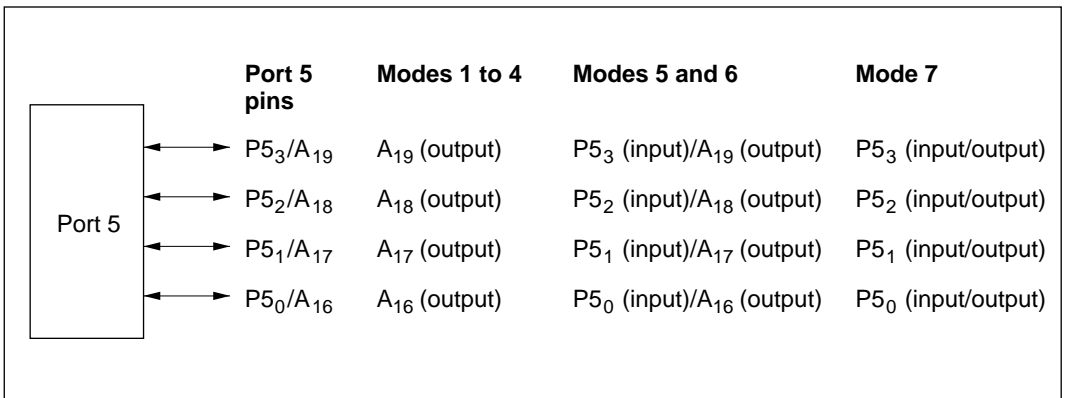 Port 5 pins Modes 1 to 4 Modes 5 and 6 Mode 7
P5₃/A₁₉ A₁₉ (output) P5₃ (input)/A₁₉ (output) P5₃ (input/output)
P5₂/A₁₈ A₁₈ (output) P5₂ (input)/A₁₈ (output) P5₂ (input/output)
Port 5
P5₁/A₁₇ A₁₇ (output) P5₁ (input)/A₁₇ (output) P5₁ (input/output)
P5₀/A₁₆ A₁₆ (output) P5₀ (input)/A₁₆ (output) P5₀ (input/output)